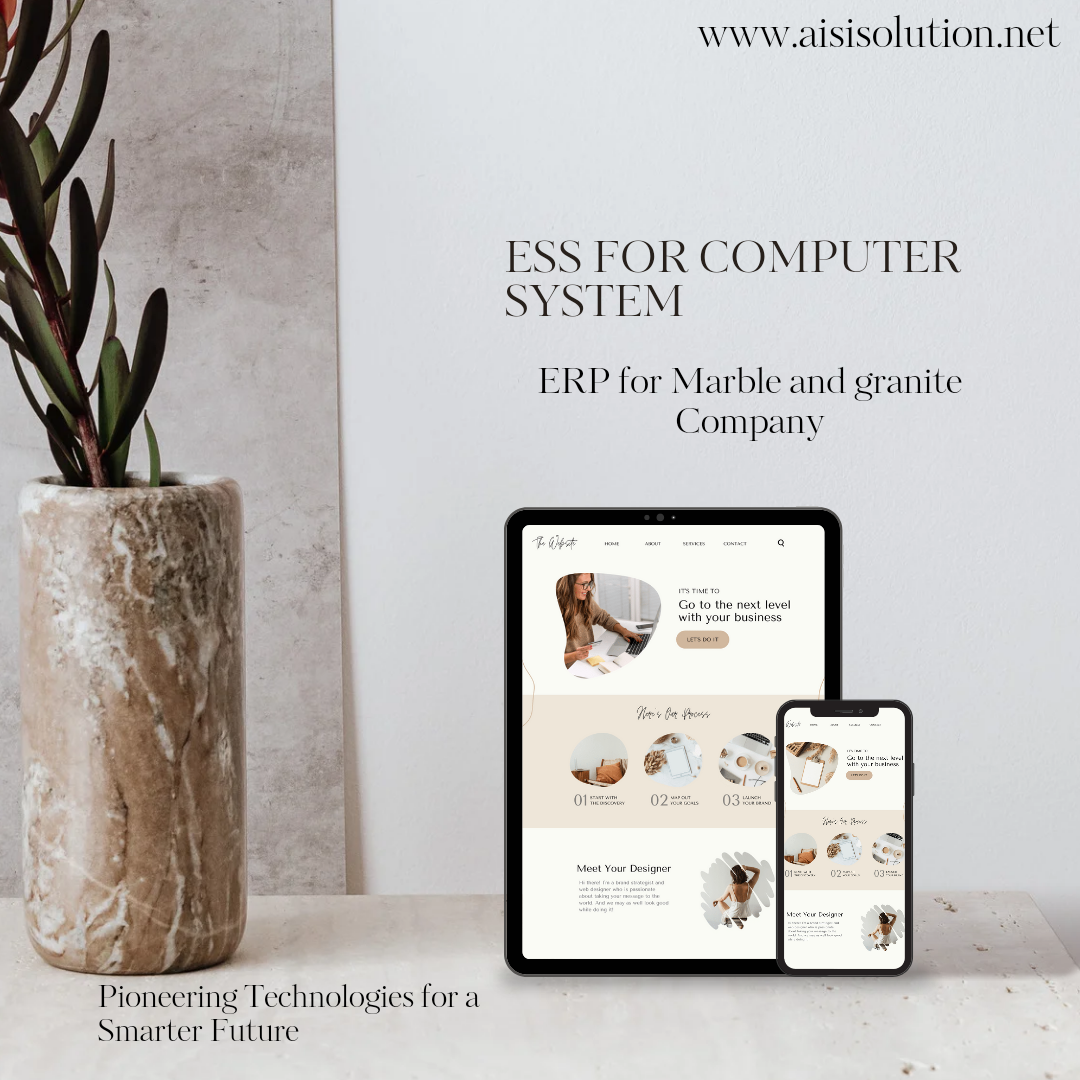 www.aisisolution.net
ESS FOR COMPUTER
SYSTEM
ERP for Marble and granite
Company
The Website
HOME ABOUT SERVICES CONTACT
IT'S TIME TO
Go to the next level
with your business
LET'S DO IT
Here's Our Process
01 START WITH
THE DISCOVERY
02 MAP OUT
YOUR GOALS
03 LAUNCH
YOUR BRAND
Meet Your Designer
Hi there! I'm a brand strategist and
web designer who is passionate
about taking your message to the
world. And we may as well look good
while doing it!
IT'S TIME TO
Go to the next level
with your business
Here's Our Process
01
02
03
Meet Your Designer
Pioneering Technologies for a
Smarter Future